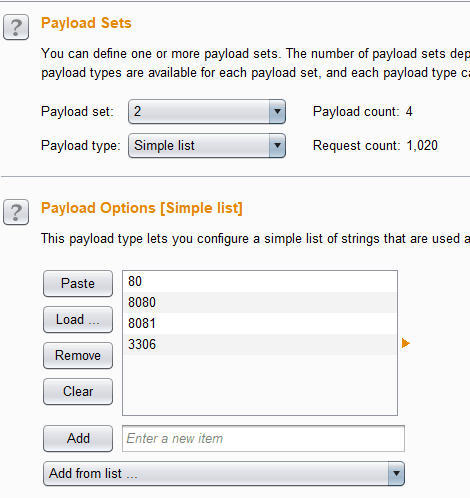 ?
Payload Sets
You can define one or more payload sets. The number of payload sets dep
payload types are available for each payload set, and each payload type ca
Payload set: 2 Payload count: 4
Payload type: Simple list Request count: 1,020
?
Payload Options [Simple list]
This payload type lets you configure a simple list of strings that are used a
Paste
80
8080
Load ...
8081
3306
Remove
Clear
Add Enter a new item
Add from list ...